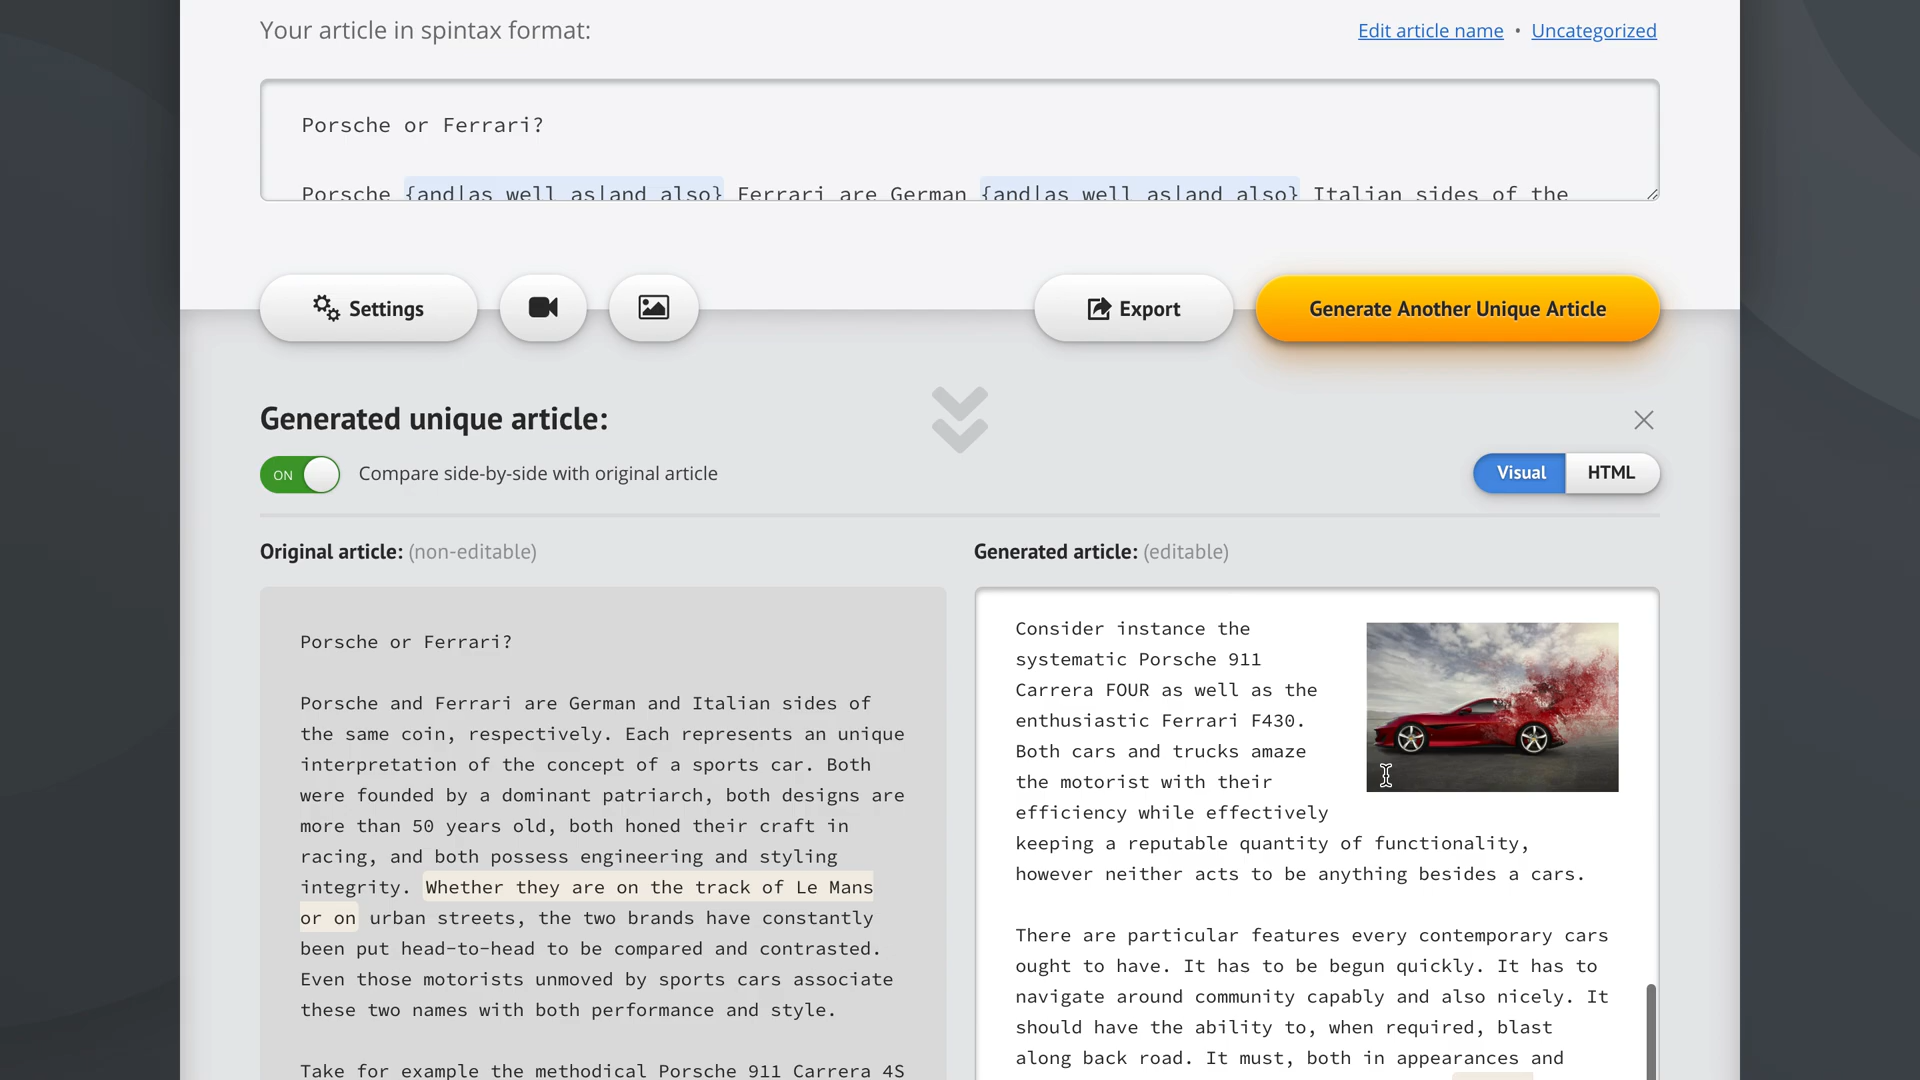 Your article in spintax format:
Edit article name • Uncategorized
Porsche or Ferrari?
Porsche {and|as well as|and also} Ferrari are German {and|as well as|and also} Italian sides of the
Settings
Export
Generate Another Unique Article
Generated unique article:
ON
Compare side-by-side with original article
Visual
HTML
Original article: (non-editable)
Porsche or Ferrari?
Porsche and Ferrari are German and Italian sides of
the same coin, respectively. Each represents an unique
interpretation of the concept of a sports car. Both
were founded by a dominant patriarch, both designs are
more than 50 years old, both honed their craft in
racing, and both possess engineering and styling
integrity. Whether they are on the track of Le Mans
or on urban streets, the two brands have constantly
been put head-to-head to be compared and contrasted.
Even those motorists unmoved by sports cars associate
these two names with both performance and style.
Take for example the methodical Porsche 911 Carrera 4S
Generated article: (editable)
Consider instance the
systematic Porsche 911
Carrera FOUR as well as the
enthusiastic Ferrari F430.
Both cars and trucks amaze
the motorist with their
efficiency while effectively
keeping a reputable quantity of functionality,
however neither acts to be anything besides a cars.
There are particular features every contemporary cars
ought to have. It has to be begun quickly. It has to
navigate around community capably and also nicely. It
should have the ability to, when required, blast
along back road. It must, both in appearances and